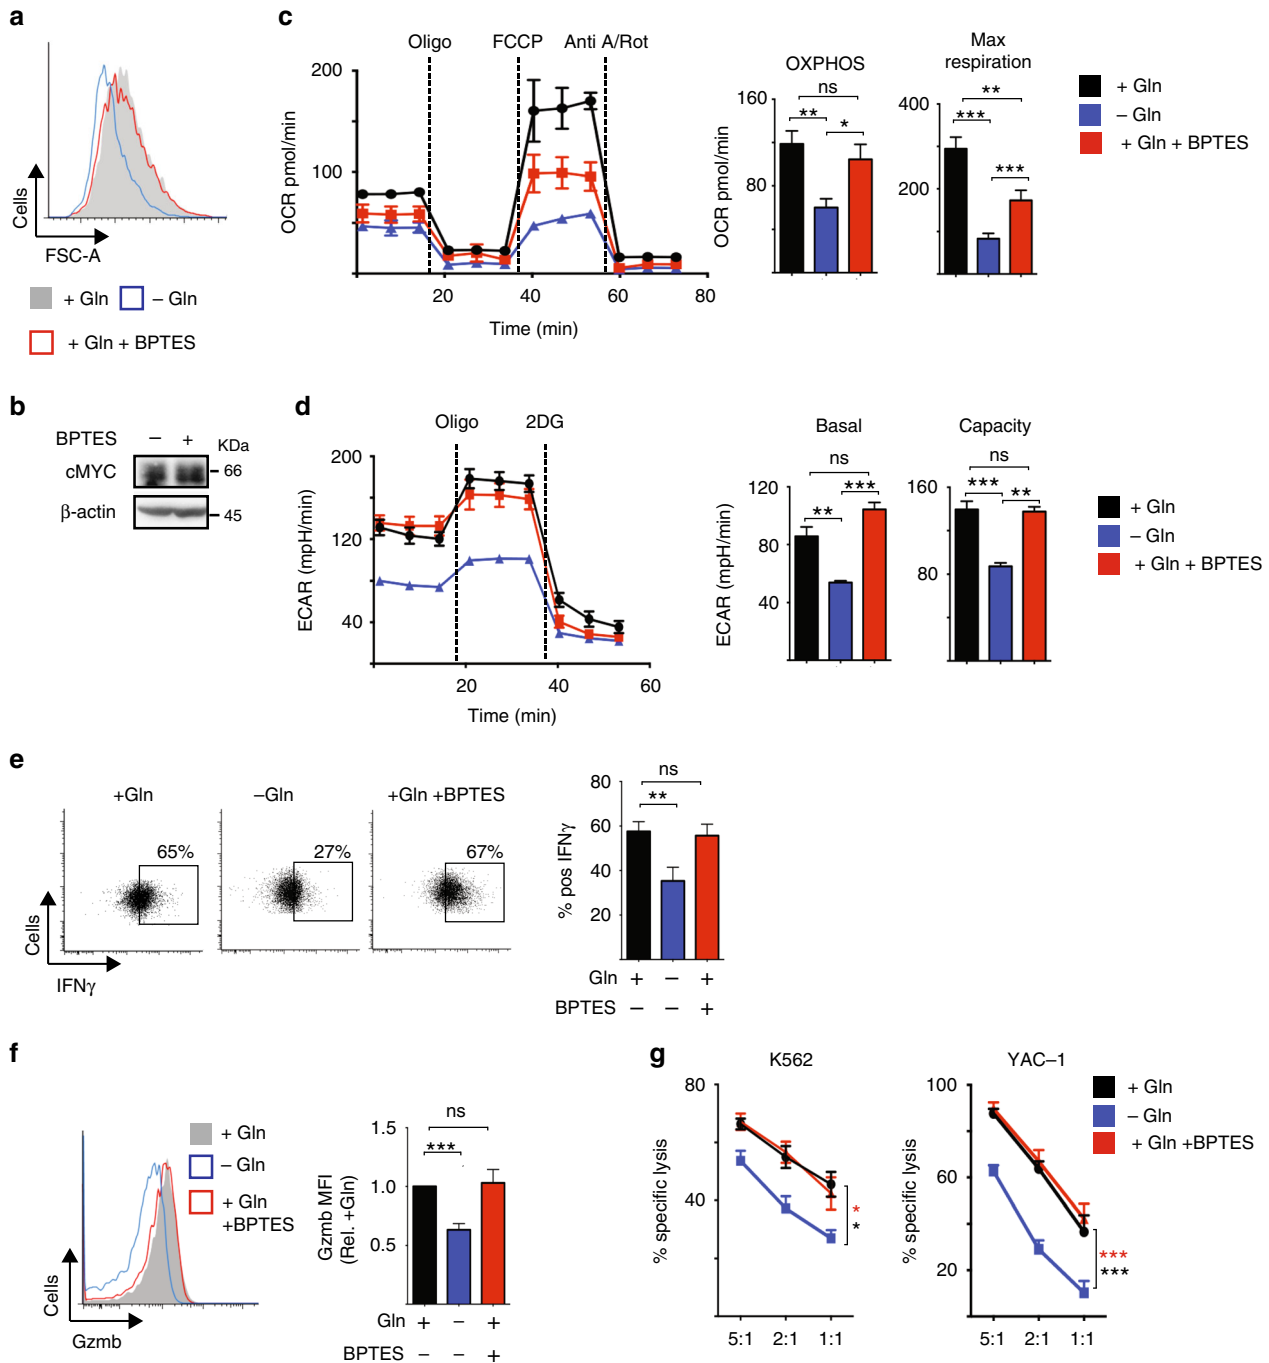 a
Cells
FSC-A
+ Gln
– Gln
+ Gln + BPTES
b
BPTES – + KDa
cMYC 66
β-actin 45
c
Oligo FCCP Anti A/Rot
OCR pmol/min
200
100
20 40 60 80
Time (min)
OXPHOS
OCR pmol/min
160
80
ns
** *
Max
respiration
400
200
**
***
***
+ Gln
– Gln
+ Gln + BPTES
d
Oligo 2DG
ECAR (mpH/min)
200
160
120
80
40
20 40 60
Time (min)
Basal
ECAR (mpH/min)
120
80
40
ns
***
**
Capacity
160
80
ns
*** **
+ Gln
– Gln
+ Gln + BPTES
e
+Gln –Gln +Gln +BPTES
65% 27% 67%
Cells
IFNγ
% pos IFNγ
80
60
40
20
ns
**
Gln + – +
BPTES – – +
f
Cells
Gzmb
+ Gln
– Gln
+ Gln
+BPTES
Gzmb MFI
(Rel. +Gln)
1.5
1.0
0.5
ns
***
Gln + – +
BPTES – – +
g
K562
% specific lysis
80
40
*
*
5:1 2:1 1:1
YAC–1
% specific lysis
100
60
20
***
***
5:1 2:1 1:1
+ Gln
– Gln
+ Gln +BPTES